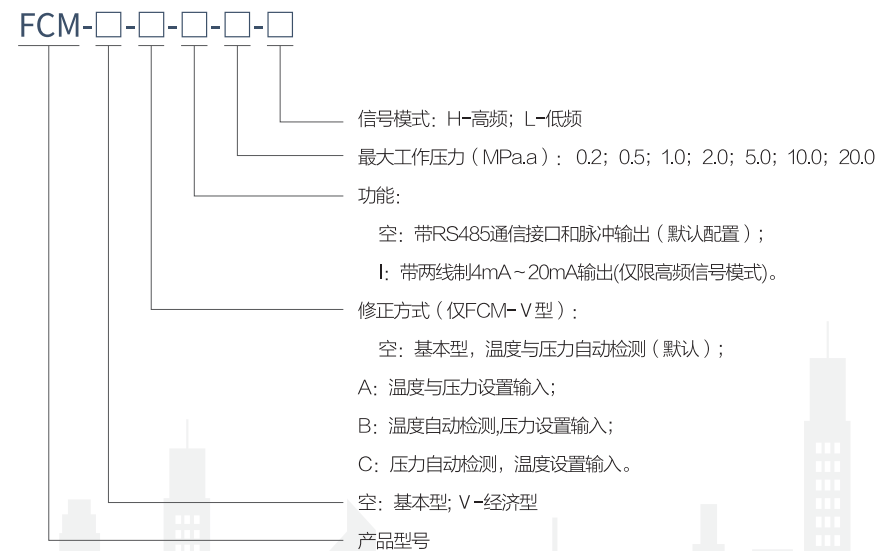 FCM-□-□-□-□-□
信号模式：H-高频；L-低频
最大工作压力（MPa.a）：0.2；0.5；1.0；2.0；5.0；10.0；20.0
功能：
空：带RS485通信接口和脉冲输出（默认配置）；
I：带两线制4mA~20mA输出(仅限高频信号模式)。
修正方式（仅FCM-V型）：
空：基本型，温度与压力自动检测（默认）；
A：温度与压力设置输入；
B：温度自动检测,压力设置输入；
C：压力自动检测，温度设置输入。
空：基本型; V-经济型
产品型号